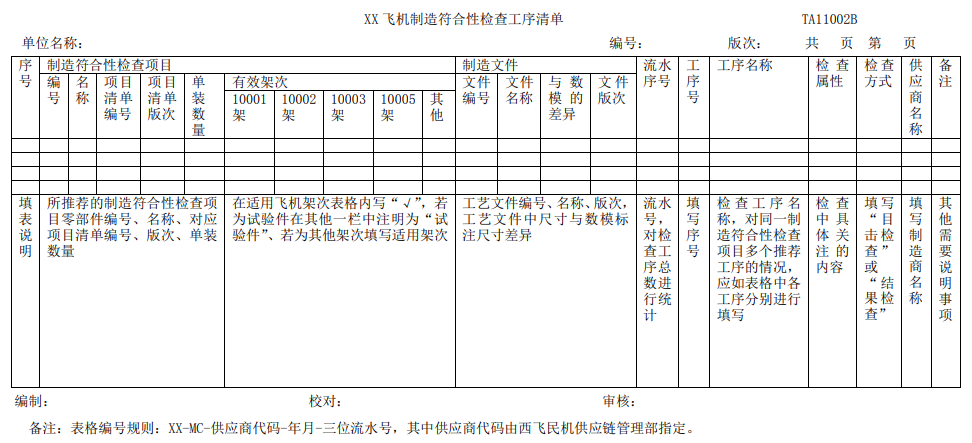 XX飞机制造符合性检查工序清单 TA11002B
单位名称： 编号： 版次： 共 页 第 页
序号
制造符合性检查项目
制造文件
流水序号
工序号
工序名称
检查属性
检查方式
供应商名称
备注
编号
名称
项目清单编号
项目清单版次
单装数量
有效架次
10001架
10002架
10003架
10005架
其他
文件编号
文件名称
与数模的差异
文件版次
填表说明
所推荐的制造符合性检查项
目零部件编号、名称、对应
项目清单编号、版次、单装
数量
在适用飞机架次表格内写“√”，若
为试验件在其他一栏中注明为“试
验件”、若为其他架次填写适用架次
工艺文件编号、名称、版次，
工艺文件中尺寸与数模标
注尺寸差异
流水号，对检查工序总数进行统计
填写序号
检查工序名
称，对同一制
造符合性检查
项目多个推荐
工序的情况，
应如表格中各
工序分别进行
填写
检查中具体关注的内容
填写“目击检查”或“结果检查”
填写制造商名称
其他需要说明事项
编制： 校对： 审核：
备注：表格编号规则：XX-MC-供应商代码-年月-三位流水号，其中供应商代码由西飞民机供应链管理部指定。